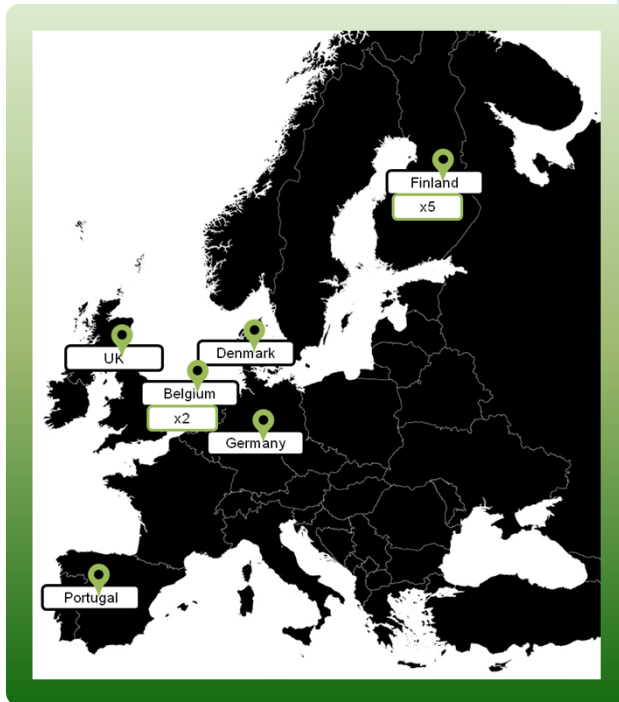 Finland
x5
UK
Denmark
Belgium
x2
Germany
Portugal